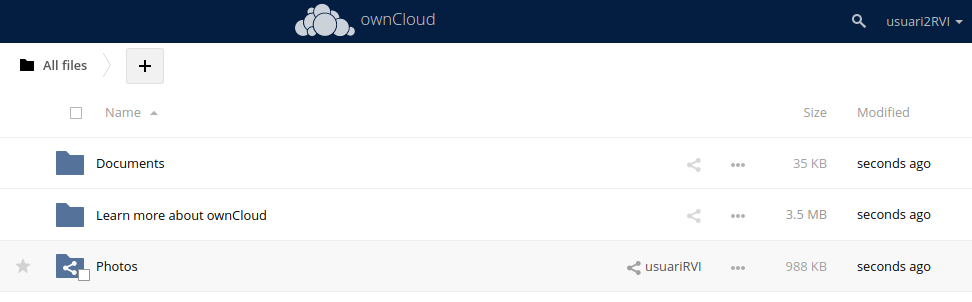 ownCloud
usuari2RVI
All files
+
Name Size Modified
Documents 35 KB seconds ago
Learn more about ownCloud 3.5 MB seconds ago
Photos usuariRVI 988 KB seconds ago